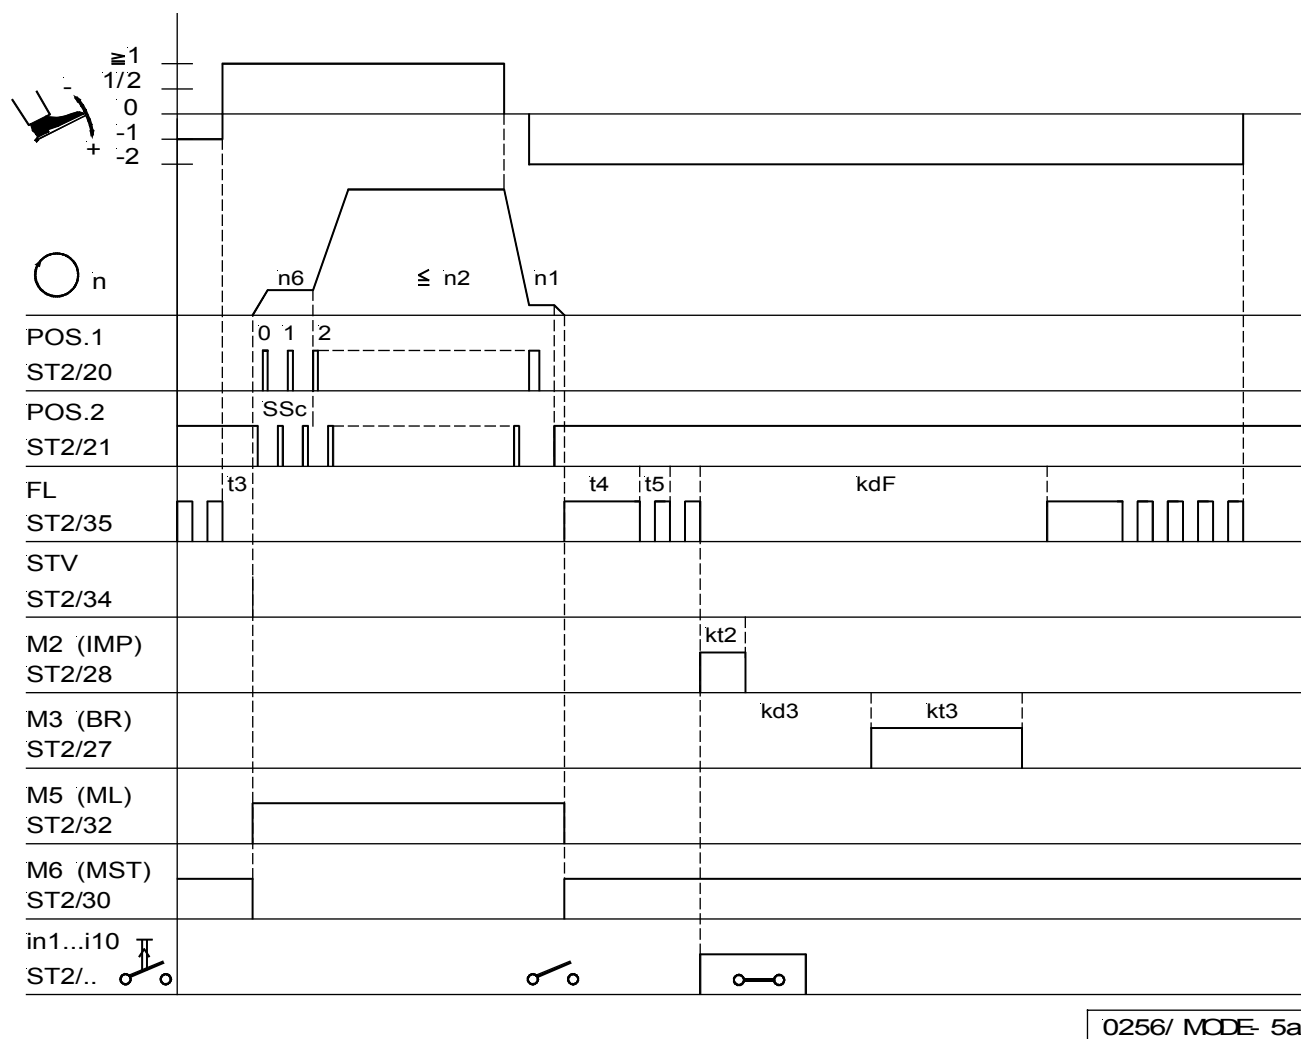 ≧1
1/2
-
0
-1
+
-2
n
n6
≦ n2
n1
POS.1
0 1 2
ST2/20
POS.2
SSc
ST2/21
FL
t3
t4
t5
kdF
ST2/35
STV
ST2/34
M2 (IMP)
kt2
ST2/28
M3 (BR)
kd3
kt3
ST2/27
M5 (ML)
ST2/32
M6 (MST)
ST2/30
in1...i10
ST2/..
0256/ MODE- 5a